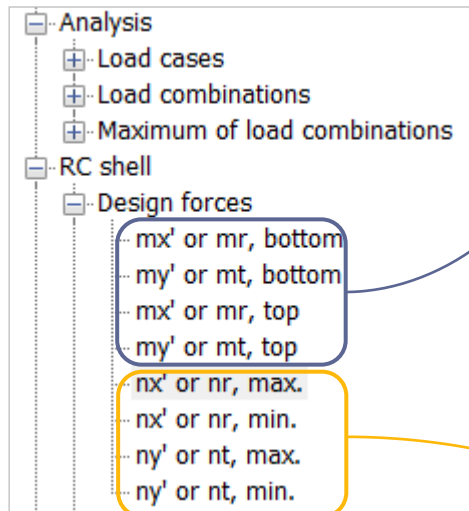 Analysis
Load cases
Load combinations
Maximum of load combinations
RC shell
Design forces
mx' or mr, bottom
my' or mt, bottom
mx' or mr, top
my' or mt, top
nx' or nr, max.
nx' or nr, min.
ny' or nt, max.
ny' or nt, min.